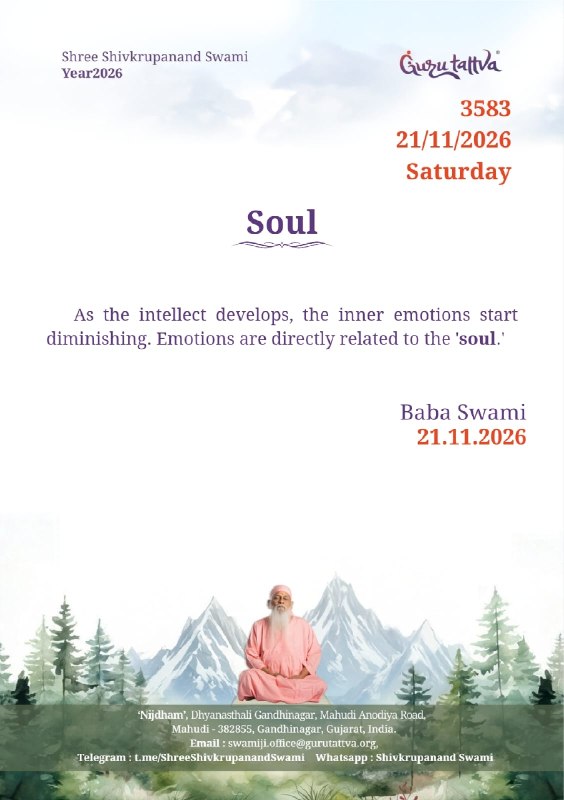 Shree Shivkrupanand Swami
Year2026
Gurutattva
3583
21/11/2026
Saturday
Soul
As the intellect develops, the inner emotions start
diminishing. Emotions are directly related to the 'soul.'
Baba Swami
21.11.2026
'Nijdham', Dhyanasthali Gandhinagar, Mahudi Anodiya Road,
Mahudi - 382855, Gandhinagar, Gujarat, India.
Email : swamiji.office@gurutattva.org,
Telegram : t.me/ShreeShivkrupanandSwami Whatsapp : Shivkrupanand Swami